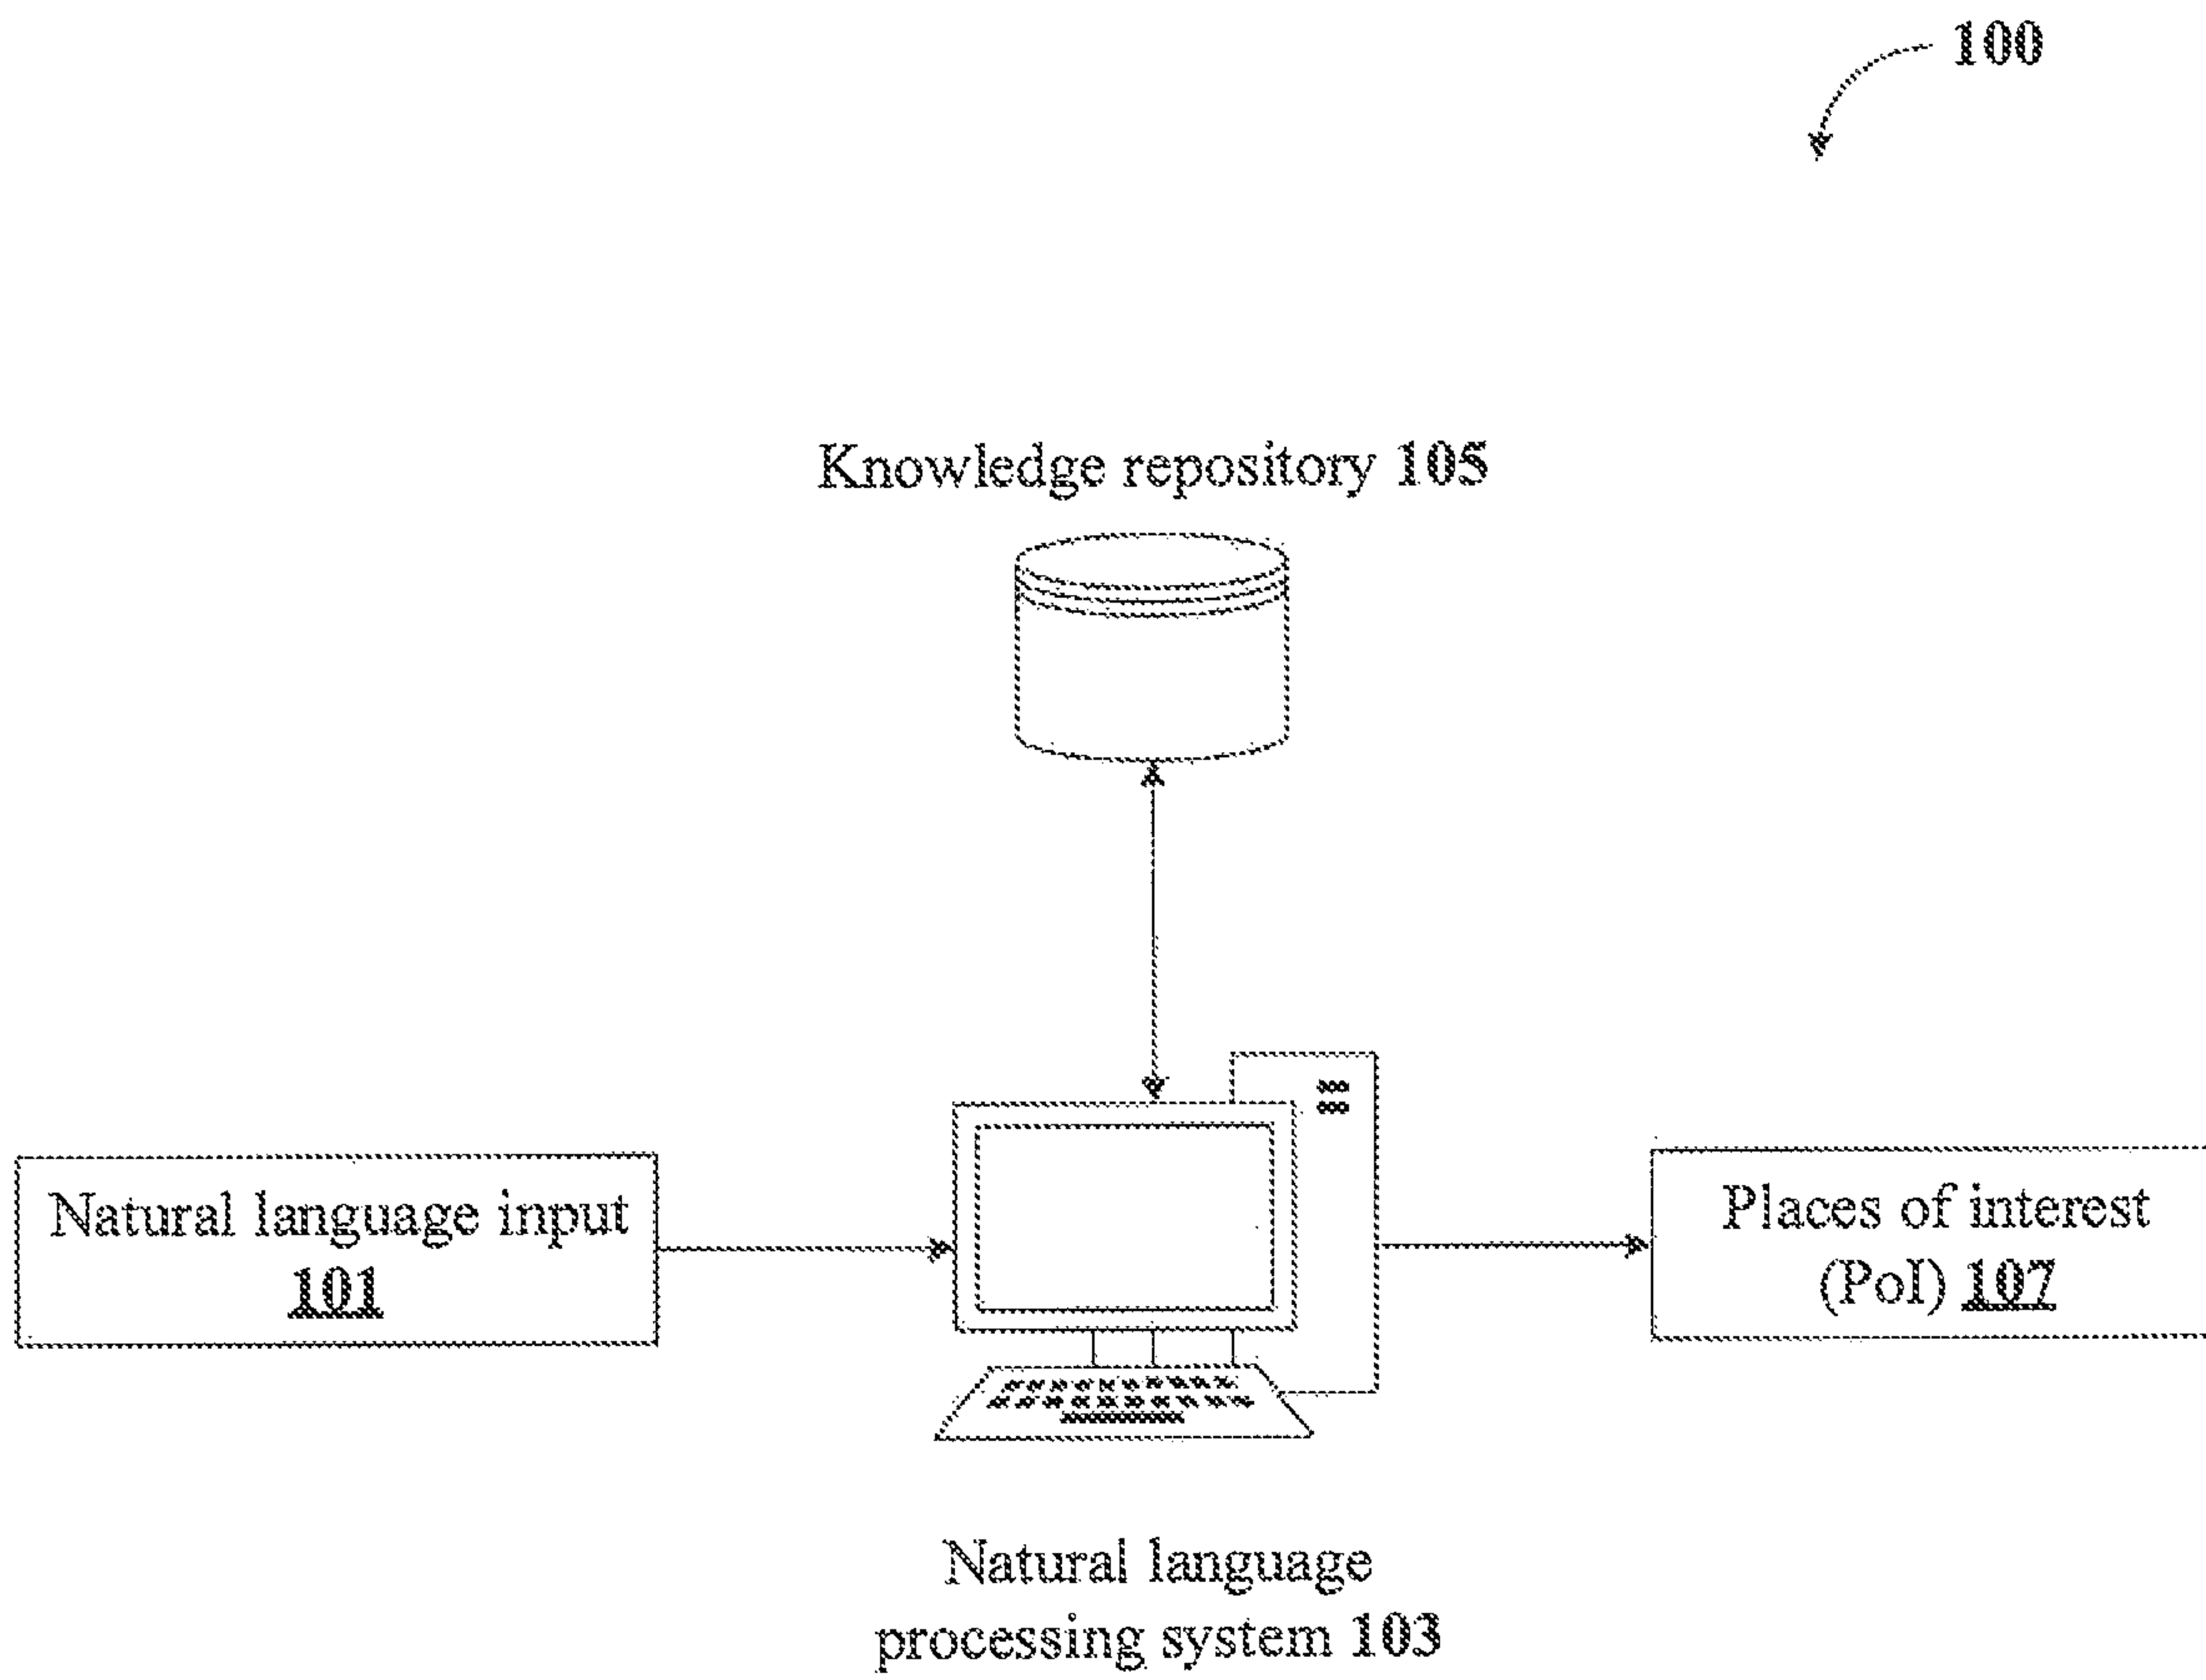 100
Knowledge repository 105
Natural language input
101
Places of interest
(PoI) 107
Natural language
processing system 103